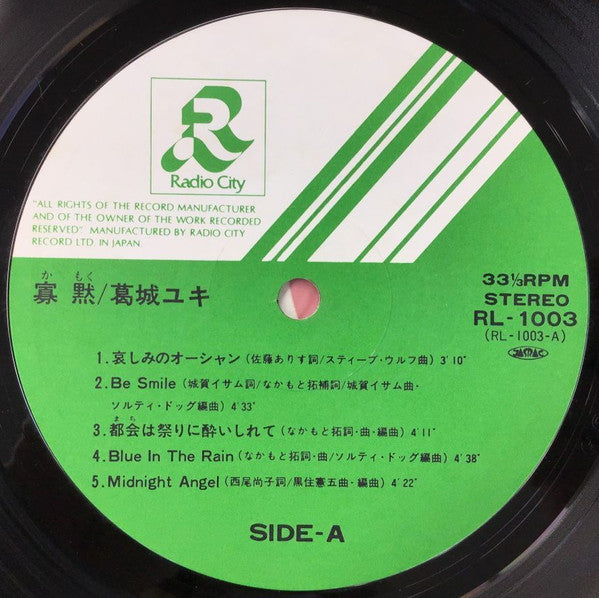 R
Radio City
"ALL RIGHTS OF THE RECORD MANUFACTURER
AND OF THE OWNER OF THE WORK RECORDED
RESERVED" MANUFACTURED BY RADIO CITY
RECORD LTD. IN JAPAN.
か もく
寡 黙/葛城ユキ
33⅓RPM
STEREO
RL-1003
(RL-1003-A)
JASRAC
1.哀しみのオーシャン(佐藤ありす詞/スティーブ・ウルフ曲) 3'10"
2.Be Smile (城賀イサム詞/なかもと拓補詞/城賀イサム曲・
ソルティ・ドッグ編曲) 4'33"
まち
3.都会は祭りに酔いしれて(なかもと拓詞・曲・編曲) 4'11"
4.Blue In The Rain(なかもと拓詞・曲/ソルティ・ドッグ編曲) 4'38"
5.Midnight Angel (西尾尚子詞/黒住憲五曲・編曲) 4'22"
SIDE-A